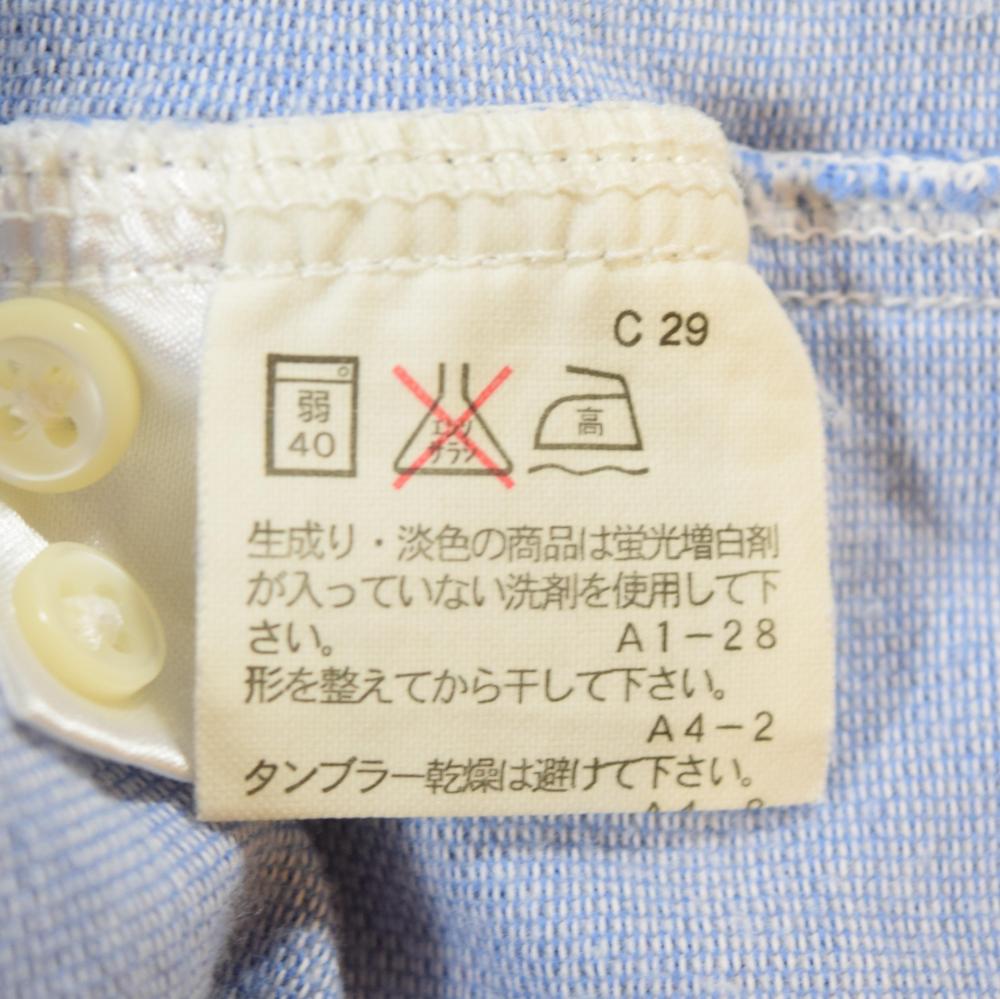 C 29
弱
40
エンソ
サラシ
高
生成り・淡色の商品は蛍光増白剤
が入っていない洗剤を使用して下
さい。 A1－28
形を整えてから干して下さい。
A4－2
タンブラー乾燥は避けて下さい。